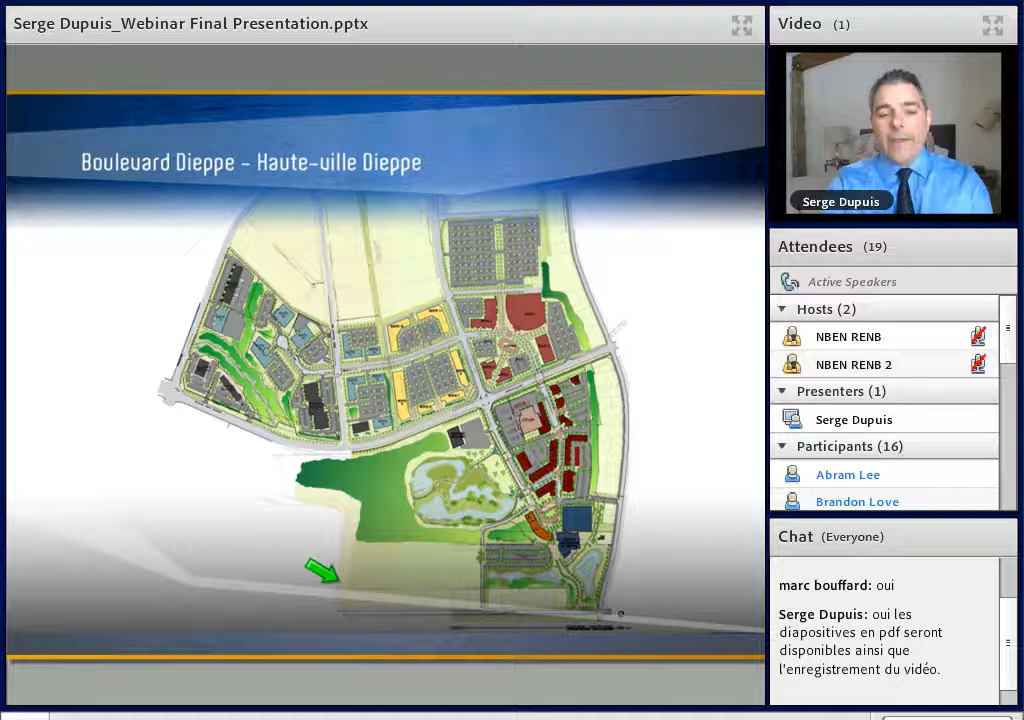 Serge Dupuis_Webinar Final Presentation.pptx
Boulevard Dieppe - Haute-ville Dieppe
Video (1)
Serge Dupuis
Attendees (19)
Active Speakers
Hosts (2)
NBEN RENB
NBEN RENB 2
Presenters (1)
Serge Dupuis
Participants (16)
Abram Lee
Brandon Love
Chat (Everyone)
marc bouffard: oui
Serge Dupuis: oui les
diapositives en pdf seront
disponibles ainsi que
l'enregistrement du vidéo.